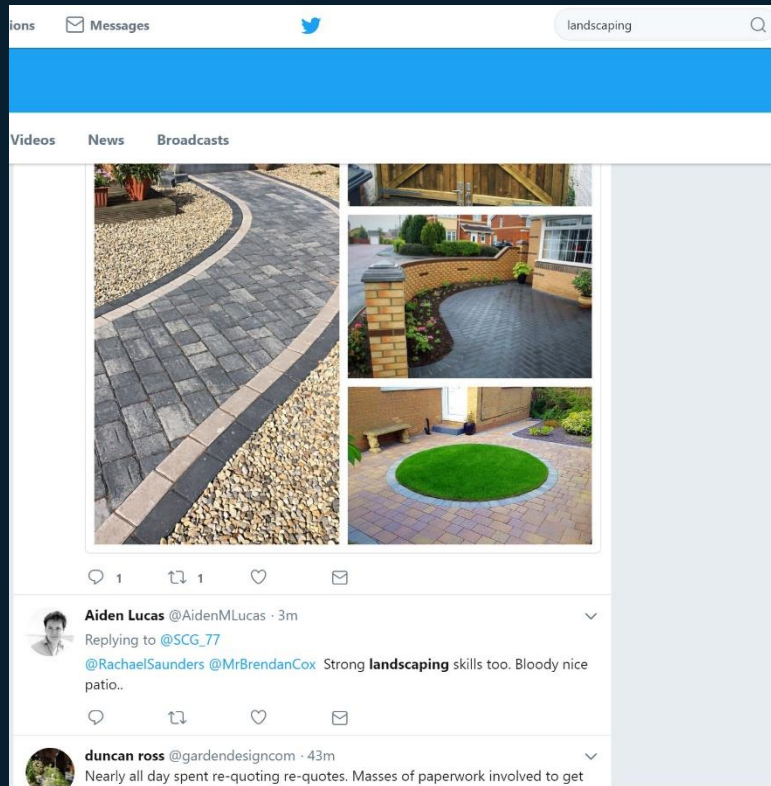 ions Messages landscaping
Videos News Broadcasts
1 1
Aiden Lucas @AidenMLucas · 3m
Replying to @SCG_77
@RachaelSaunders @MrBrendanCox Strong landscaping skills too. Bloody nice
patio..
duncan ross @gardendesigncom · 43m
Nearly all day spent re-quoting re-quotes. Masses of paperwork involved to get